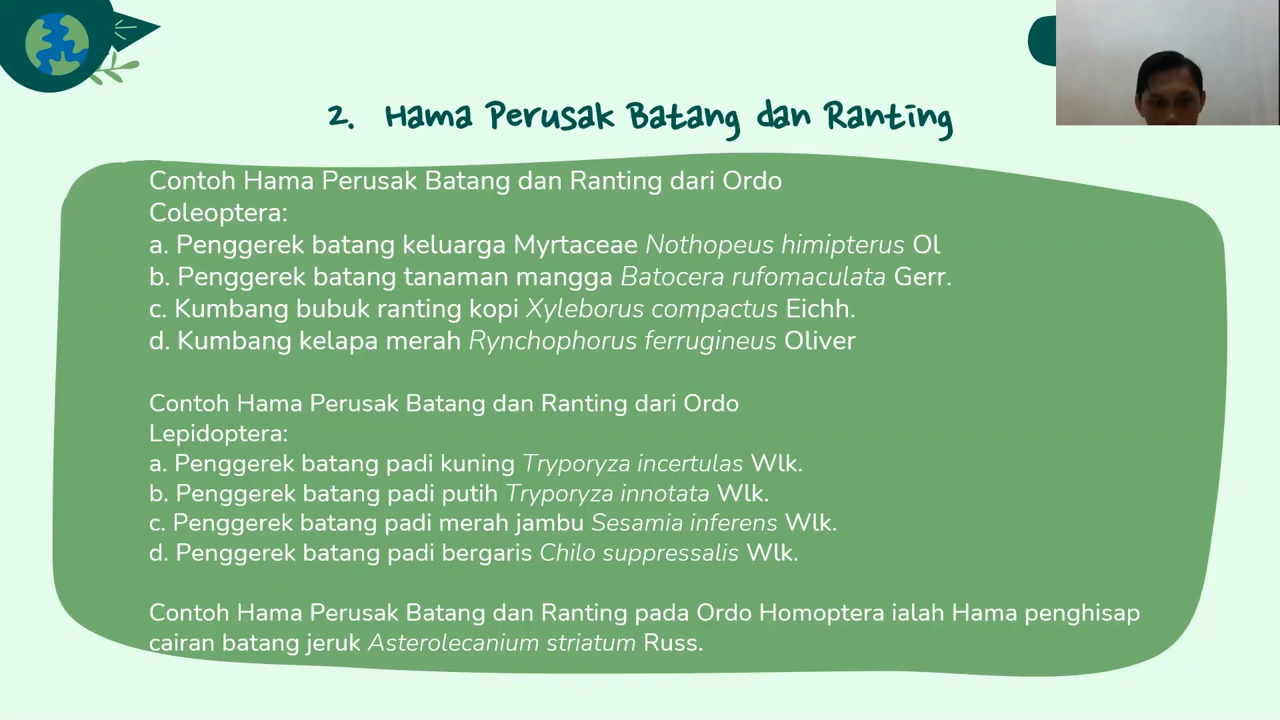 2. Hama Perusak Batang dan Ranting
Contoh Hama Perusak Batang dan Ranting dari Ordo
Coleoptera:
a. Penggerek batang keluarga Myrtaceae Nothopeus himipterus Ol
b. Penggerek batang tanaman mangga Batocera rufomaculata Gerr.
c. Kumbang bubuk ranting kopi Xyleborus compactus Eichh.
d. Kumbang kelapa merah Rynchophorus ferrugineus Oliver
Contoh Hama Perusak Batang dan Ranting dari Ordo
Lepidoptera:
a. Penggerek batang padi kuning Tryporyza incertulas Wlk.
b. Penggerek batang padi putih Tryporyza innotata Wlk.
c. Penggerek batang padi merah jambu Sesamia inferens Wlk.
d. Penggerek batang padi bergaris Chilo suppressalis Wlk.
Contoh Hama Perusak Batang dan Ranting pada Ordo Homoptera ialah Hama penghisap
cairan batang jeruk Asterolecanium striatum Russ.